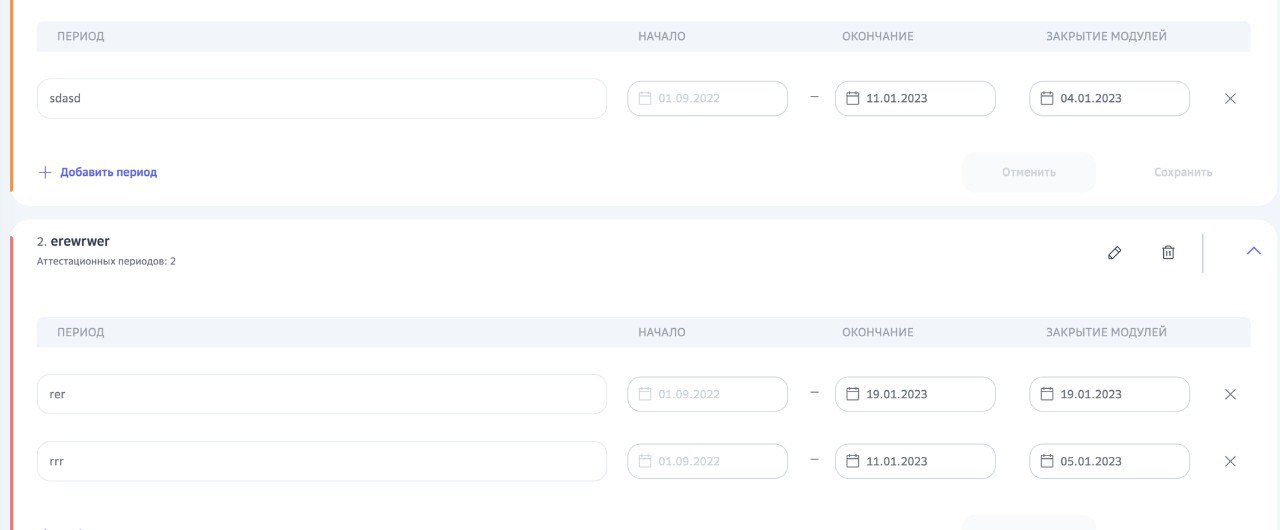 ПЕРИОД НАЧАЛО ОКОНЧАНИЕ ЗАКРЫТИЕ МОДУЛЕЙ
sdasd 01.09.2022 – 11.01.2023 04.01.2023
Добавить период Отменить Сохранить
2. erewrwer
Аттестационных периодов: 2
ПЕРИОД НАЧАЛО ОКОНЧАНИЕ ЗАКРЫТИЕ МОДУЛЕЙ
rer 01.09.2022 – 19.01.2023 19.01.2023
rrr 01.09.2022 – 11.01.2023 05.01.2023